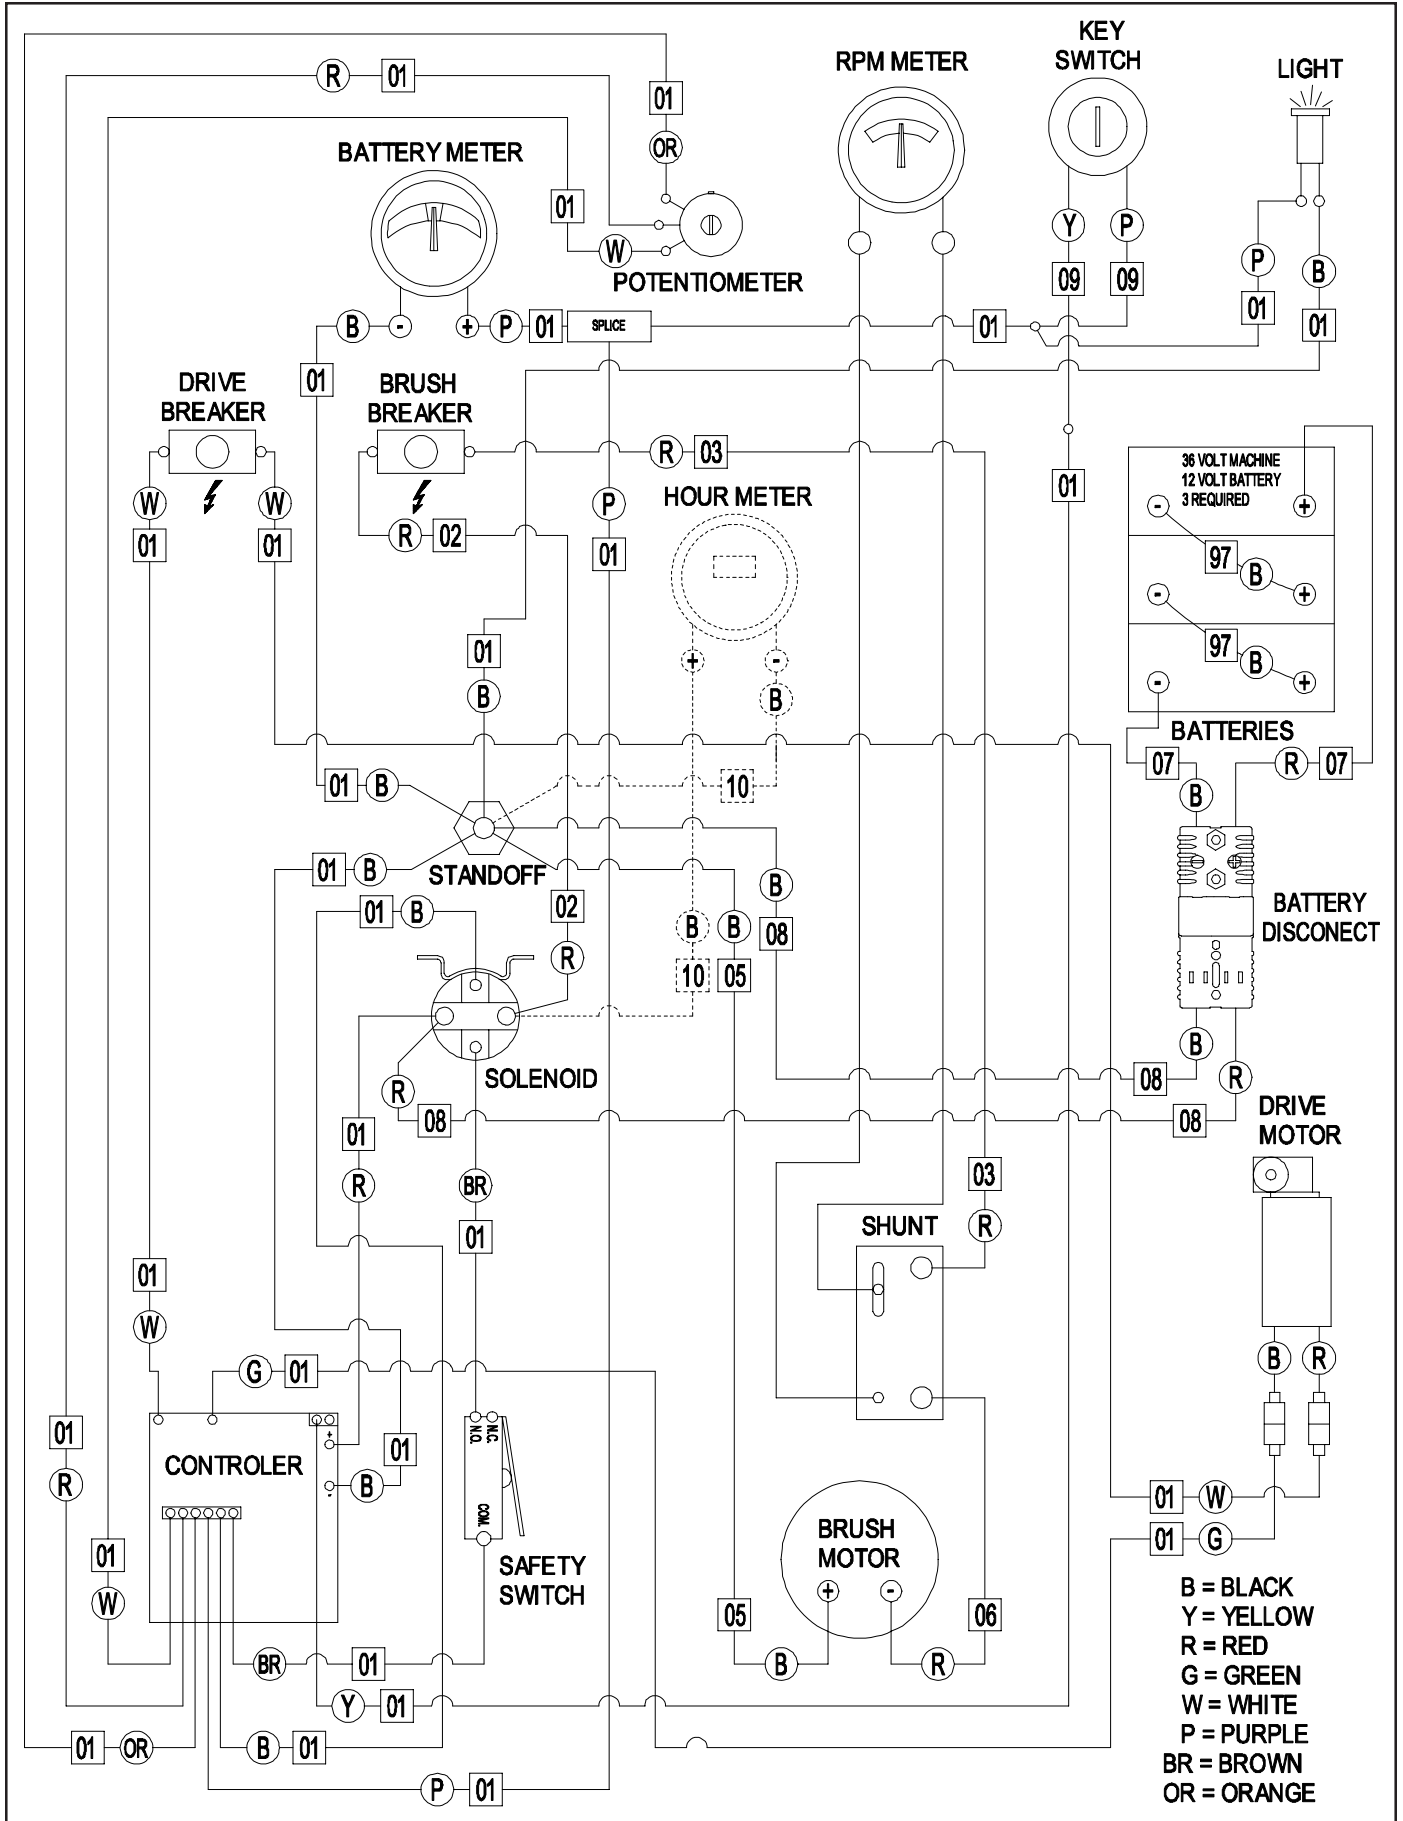 KEY
SWITCH
RPM METER
LIGHT
R 01
01
OR
BATTERY METER
01
W
POTENTIOMETER
Y P
09 09
P
B
01
01
B - + P 01 SPLICE 01
01
DRIVE
BREAKER
BRUSH
BREAKER
R 03
W W
01 01
R 02
P
01
HOUR METER
01
36 VOLT MACHINE
12 VOLT BATTERY
3 REQUIRED
- +
97 B
- +
97 B
- +
BATTERIES
01
B
+ -
B
10
07 R 07
B
01 B
STANDOFF
01 B
01 B
02
R
B
10
B
05
B
08
BATTERY
DISCONECT
SOLENOID
B
R
R
08
08
08
01
R
BR
01
DRIVE
MOTOR
03
R
SHUNT
01
W
G 01
B R
01
R
CONTROLER
+
-
B
01
N.O. N.C.
COM.
SAFETY
SWITCH
01
W
BRUSH
MOTOR
+ -
05
B
06
R
01 W
01 G
BR 01
Y 01
01 OR
B 01
P 01
B = BLACK
Y = YELLOW
R = RED
G = GREEN
W = WHITE
P = PURPLE
BR = BROWN
OR = ORANGE